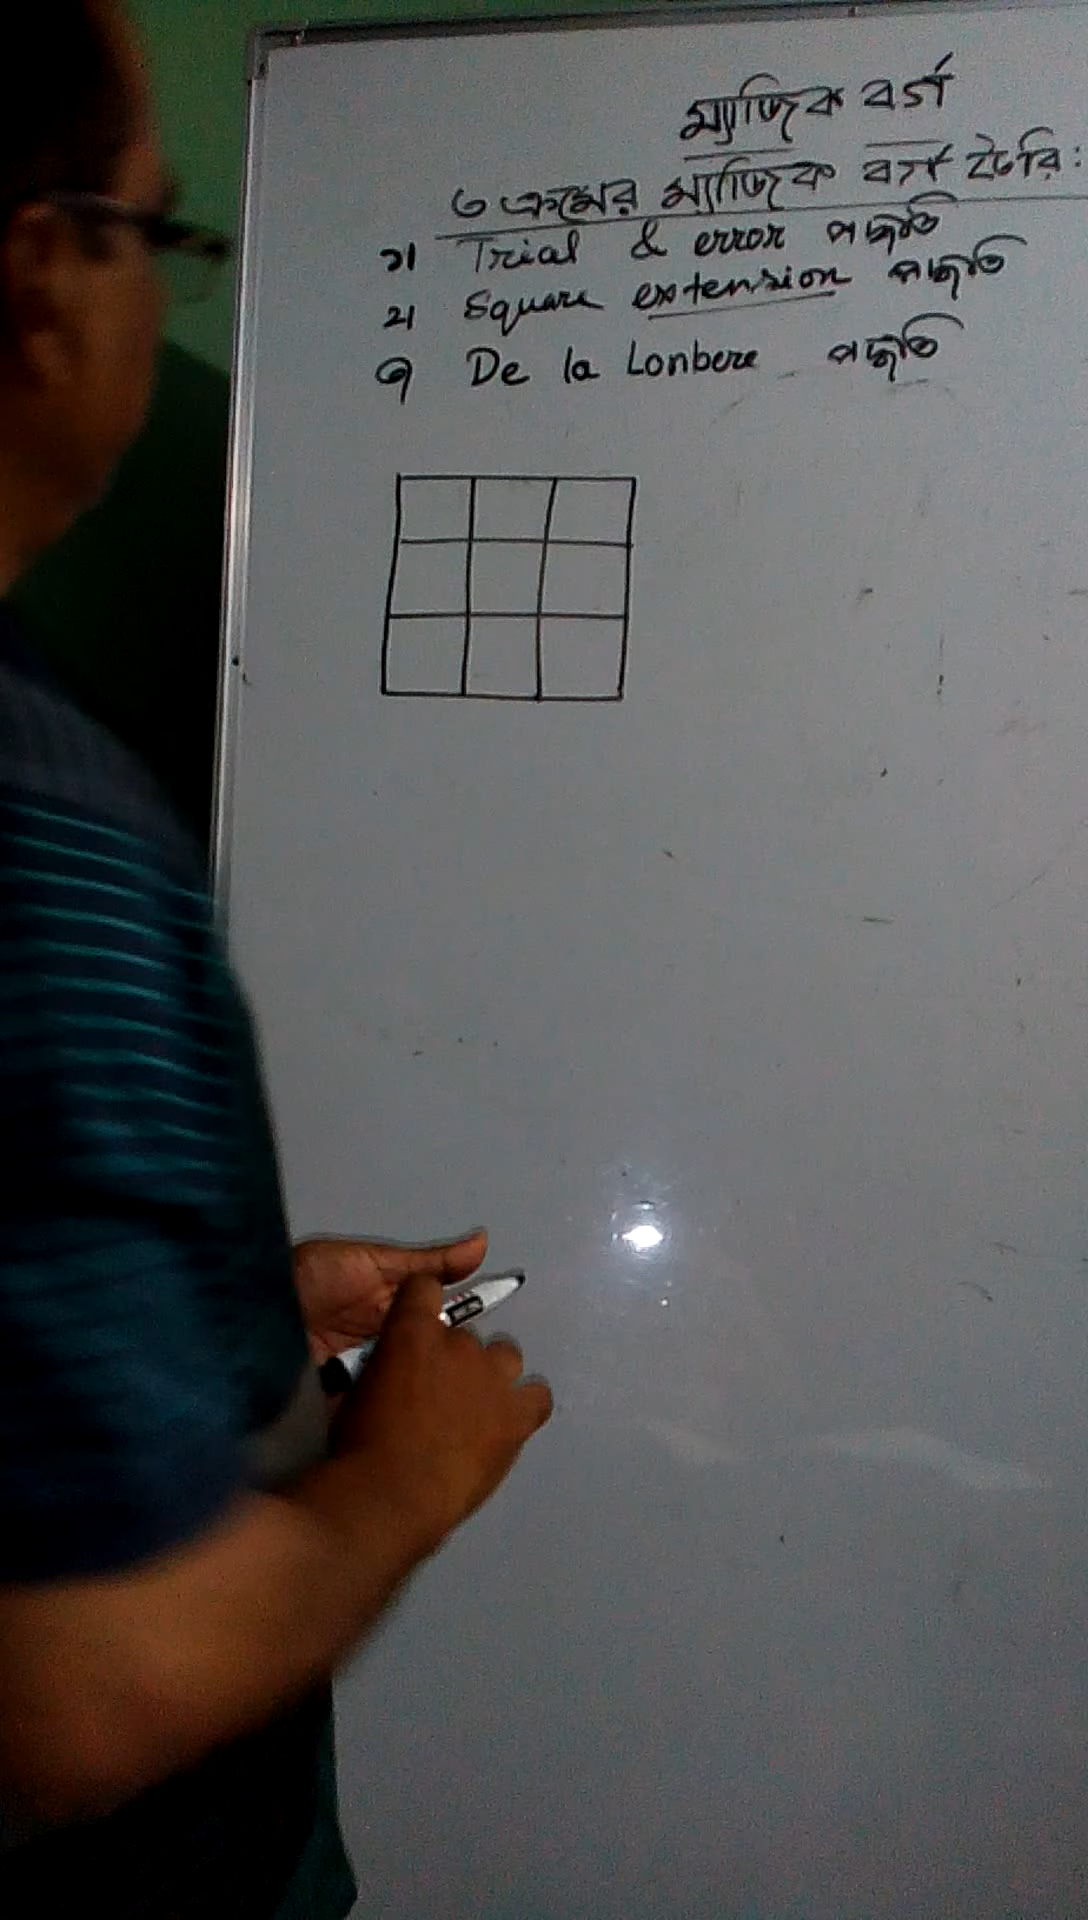 ম্যাজিক বর্গ
৩ ক্রমের ম্যাজিক বর্গ তৈরি:
১। Trial & error পদ্ধতি
২। Square extension পদ্ধতি
৩ De la Lonbere পদ্ধতি